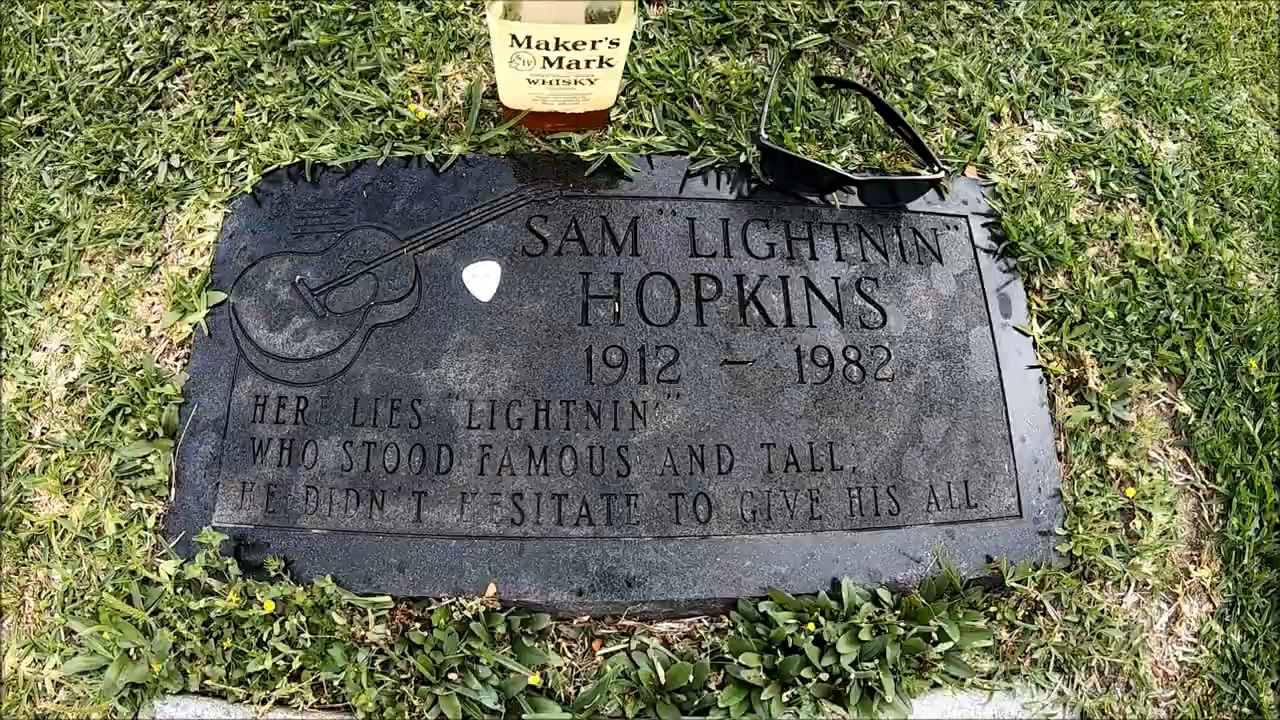 Maker's
Mark
WHISKY
SAM "LIGHTNIN"
HOPKINS
1912 - 1982
HERE LIES "LIGHTNIN'"
WHO STOOD FAMOUS AND TALL,
HE DIDN'T HESITATE TO GIVE HIS ALL